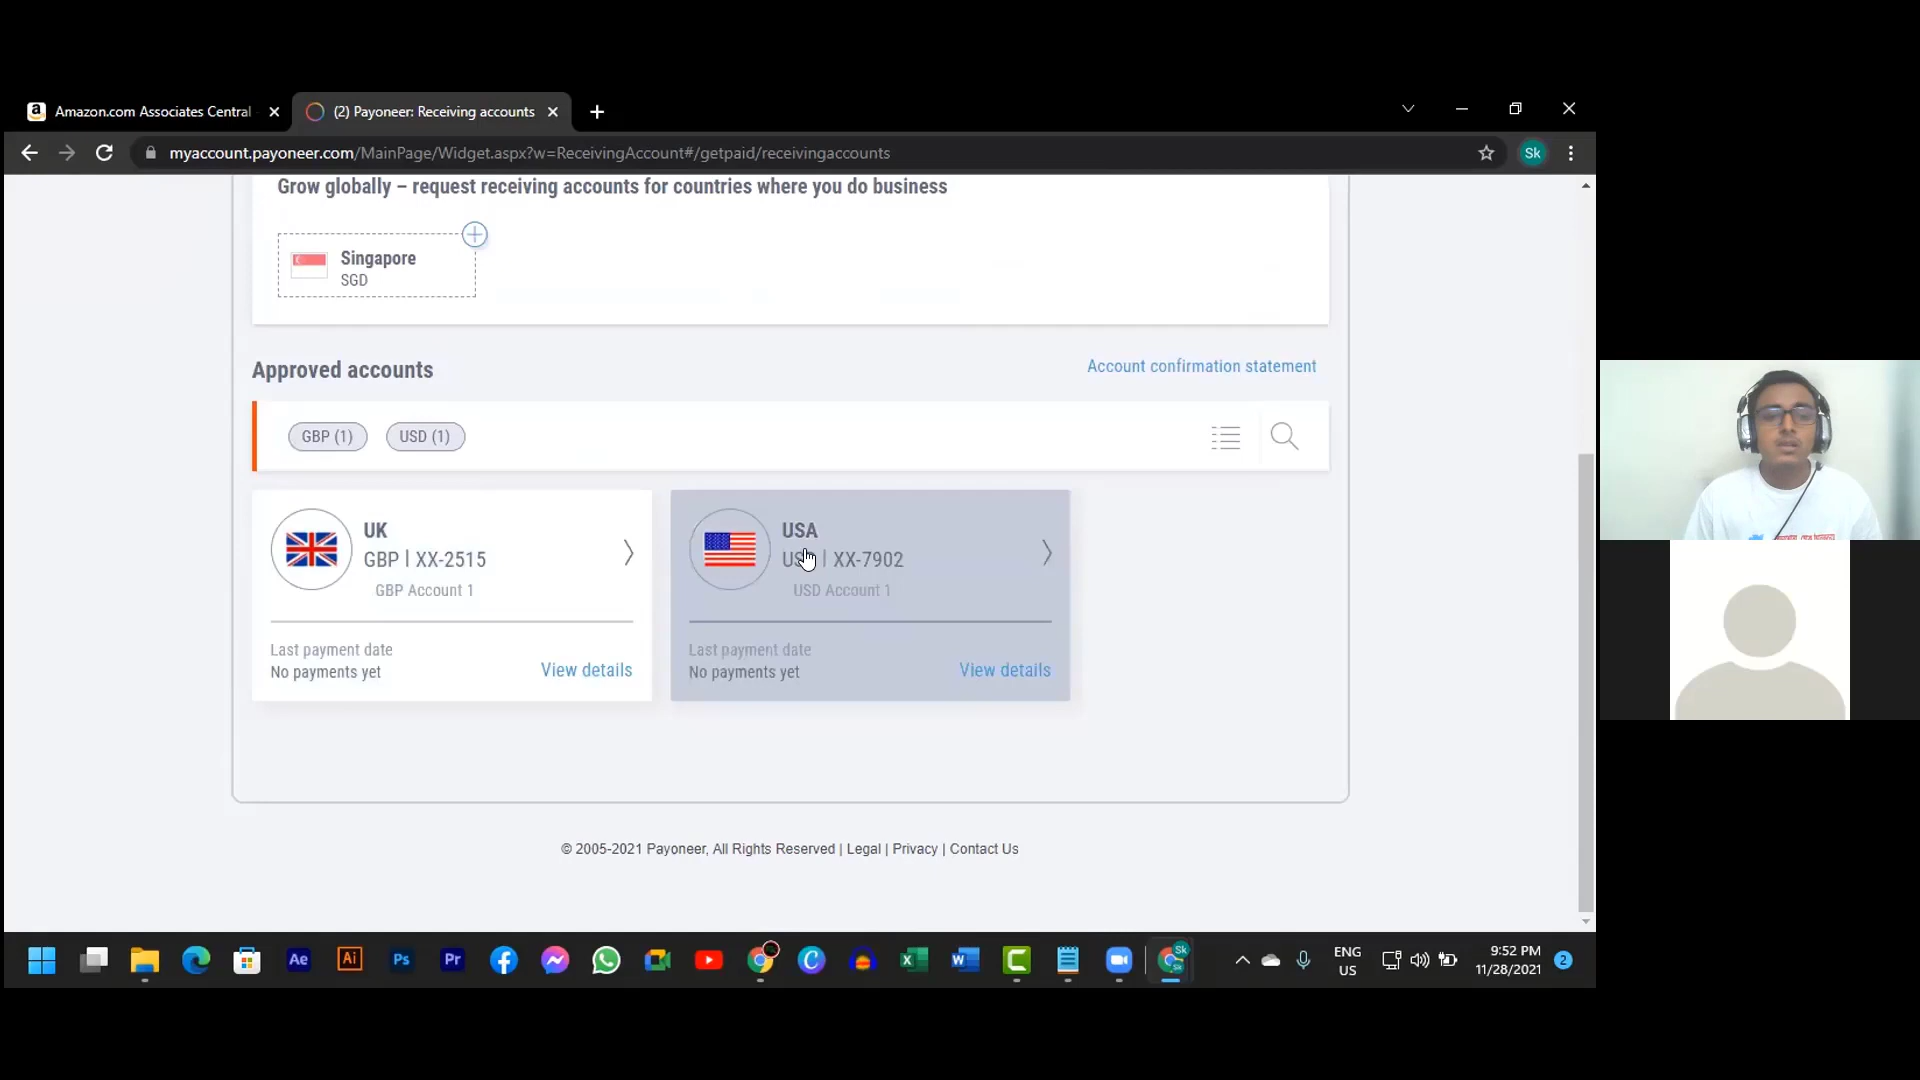 Amazon.com Associates Central
(2) Payoneer: Receiving accounts
myaccount.payoneer.com/MainPage/Widget.aspx?w=ReceivingAccount#/getpaid/receivingaccounts
Sk
Grow globally – request receiving accounts for countries where you do business
Singapore
SGD
Approved accounts
Account confirmation statement
GBP (1)
USD (1)
UK
GBP | XX-2515
GBP Account 1
Last payment date
No payments yet
View details
USA
| XX-7902
USD Account 1
Last payment date
No payments yet
View details
© 2005-2021 Payoneer, All Rights Reserved | Legal | Privacy | Contact Us
Ae
Ai
Ps
Pr
ENG
US
9:52 PM
11/28/2021
2